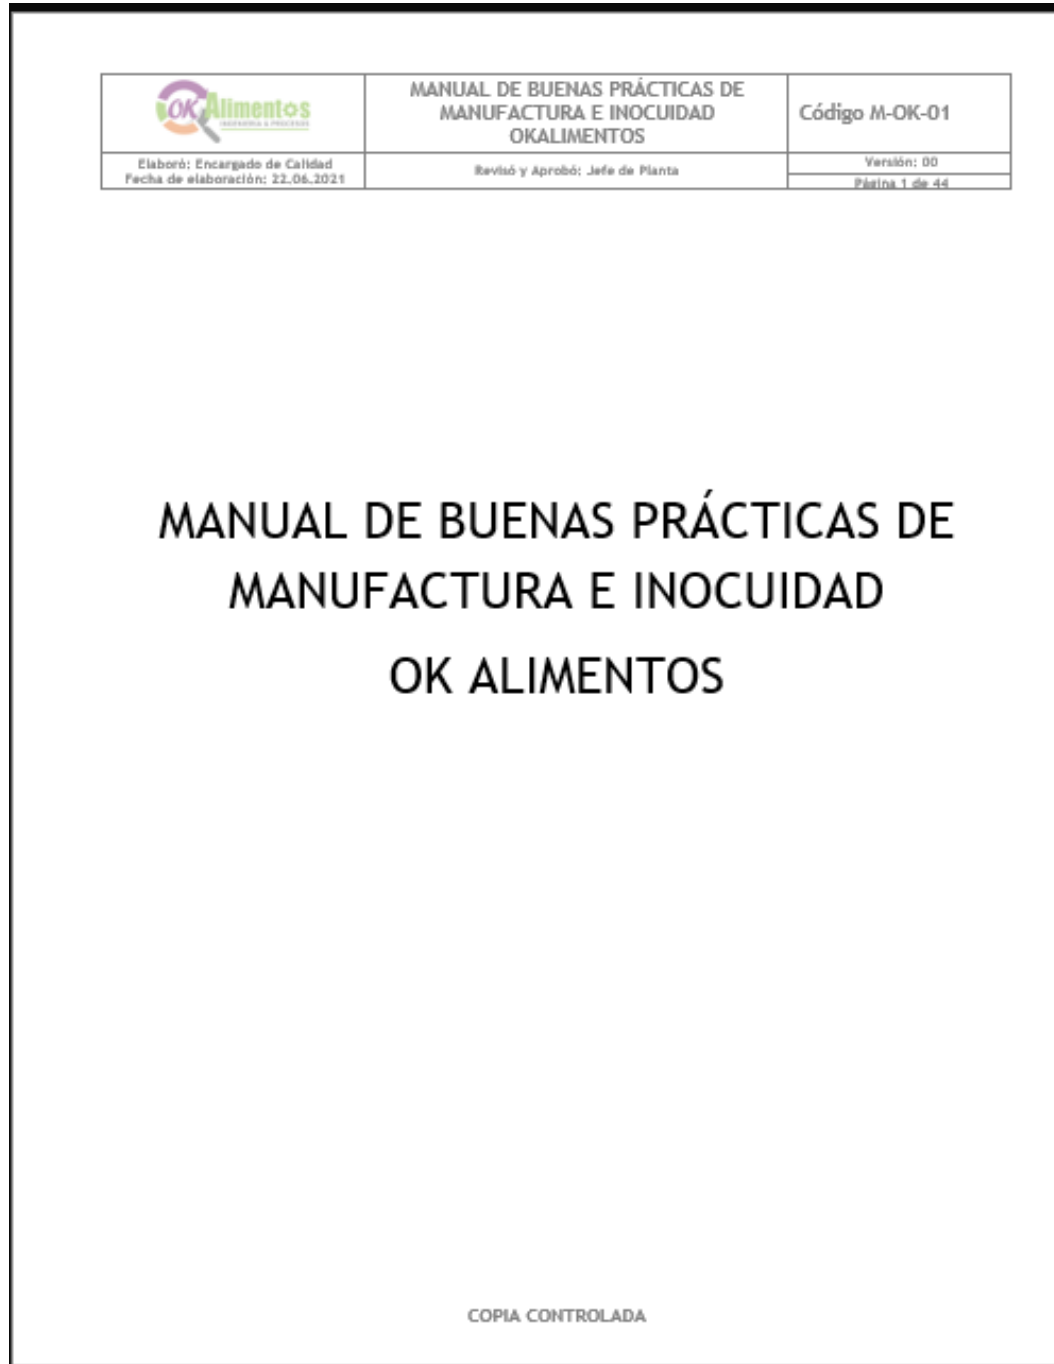 OK Alimentos
INGENIERIA & PROCESOS
MANUAL DE BUENAS PRÁCTICAS DE
MANUFACTURA E INOCUIDAD
OKALIMENTOS
Código M-OK-01
Elaboró: Encargado de Calidad
Fecha de elaboración: 22.06.2021
Revisó y Aprobó: Jefe de Planta
Versión: 00
Página 1 de 44
MANUAL DE BUENAS PRÁCTICAS DE
MANUFACTURA E INOCUIDAD
OK ALIMENTOS
COPIA CONTROLADA